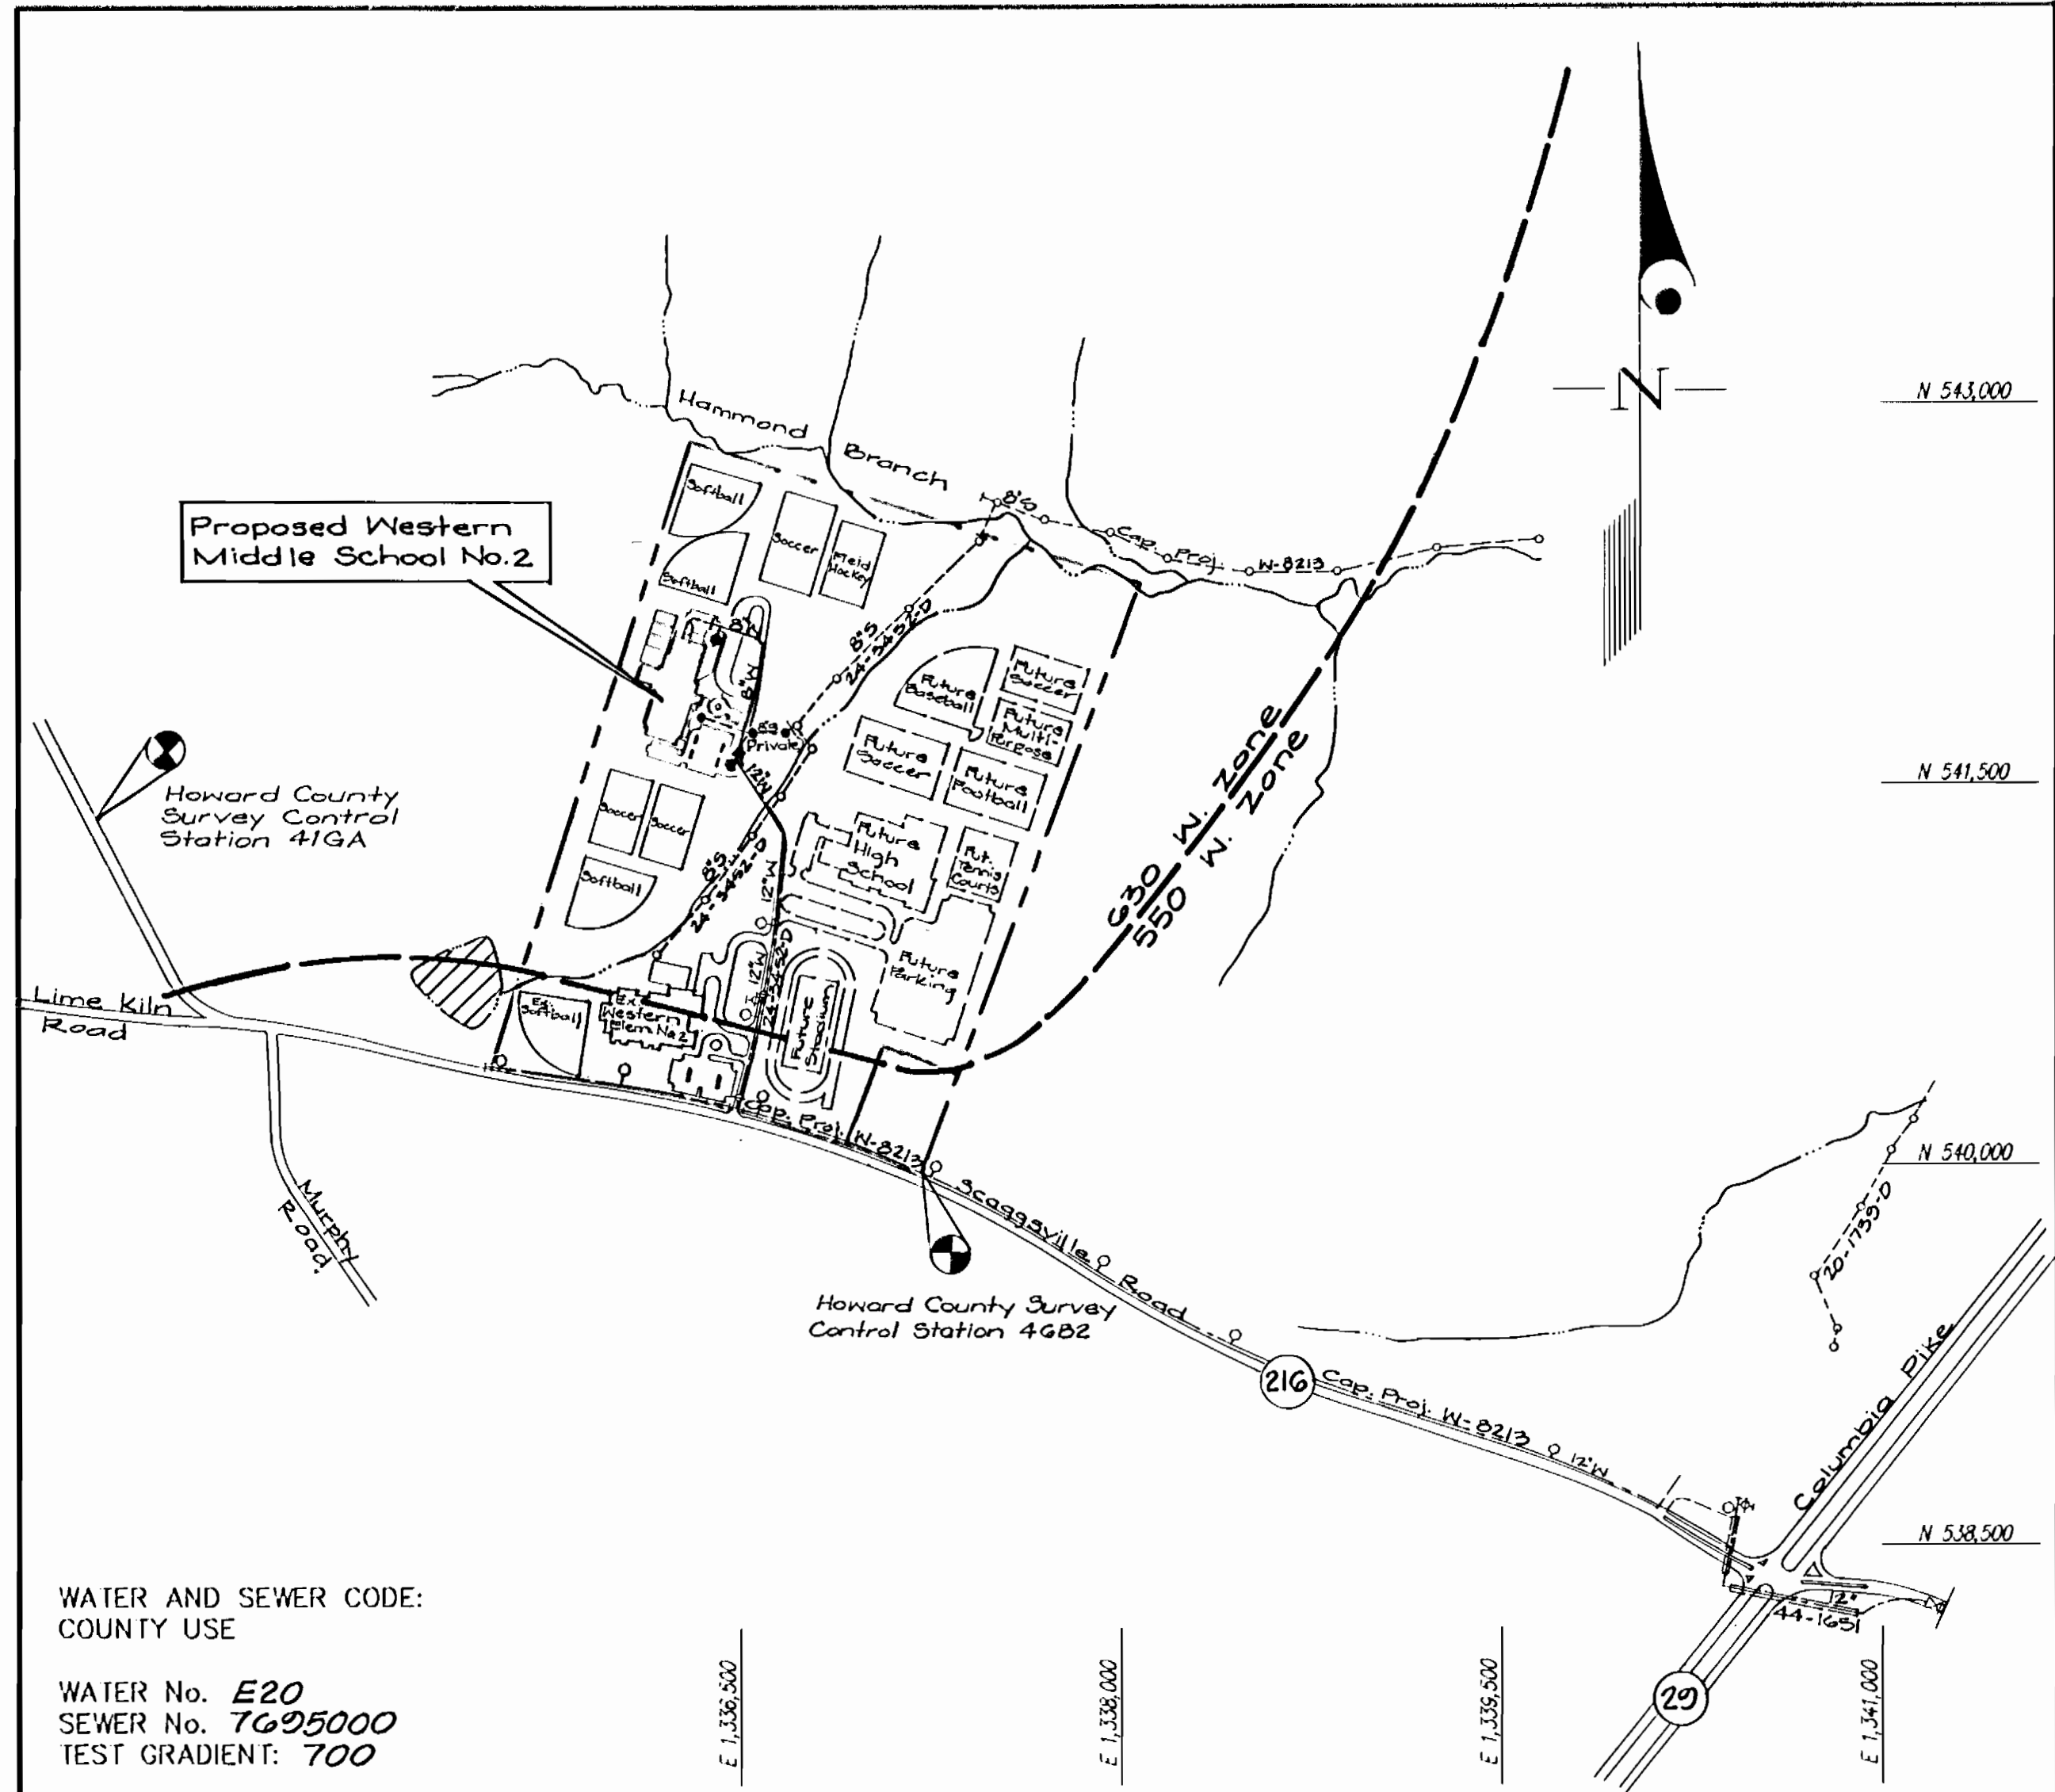 N
N 543,000
Hammond
Branch
8"S
Cap. Proj. W-8213
Softball
Soccer
Field
Hockey
Softball
Proposed Western
Middle School No.2
8"W
8"W
8"S
24-3452-D
Future
Baseball
Future
Soccer
Future
Multi-
Purpose
Private
12"W
Future
Soccer
Future
Football
N 541,500
630 W. Zone
550 W. Zone
Howard County
Survey Control
Station 41GA
Soccer
Soccer
Softball
8"S
24-3452-D
12"W
Future
High
School
Fut.
Tennis
Courts
Future
Parking
12"W
24-3452-D
Future
Stadium
Ex.
Softball
Ex.
Western
Elem No.2
Lime Kiln
Road
Murphy
Road
Cap. Proj. W-8213
Scaggsville Road
N 540,000
20-1739-D
Howard County Survey
Control Station 46B2
216
Cap. Proj. W-8213
12"W
Columbia Pike
N 538,500
12"
44-1651
29
WATER AND SEWER CODE:
COUNTY USE
WATER No. E20
SEWER No. 7695000
TEST GRADIENT: 700
E 1,336,500
E 1,338,000
E 1,339,500
E 1,341,000